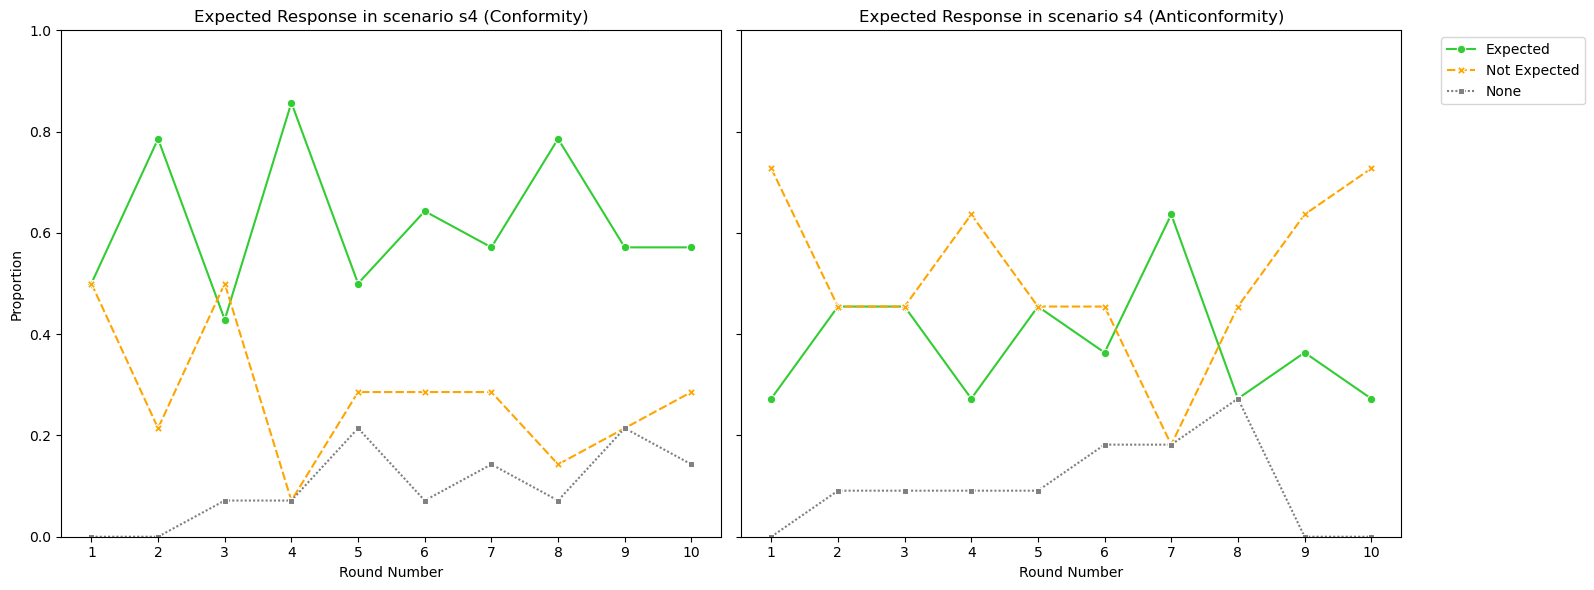 Expected Response in scenario s4 (Conformity)
Expected Response in scenario s4 (Anticonformity)
Expected
Not Expected
None
Proportion
1.0
0.8
0.6
0.4
0.2
0.0
1 2 3 4 5 6 7 8 9 10
Round Number
1 2 3 4 5 6 7 8 9 10
Round Number